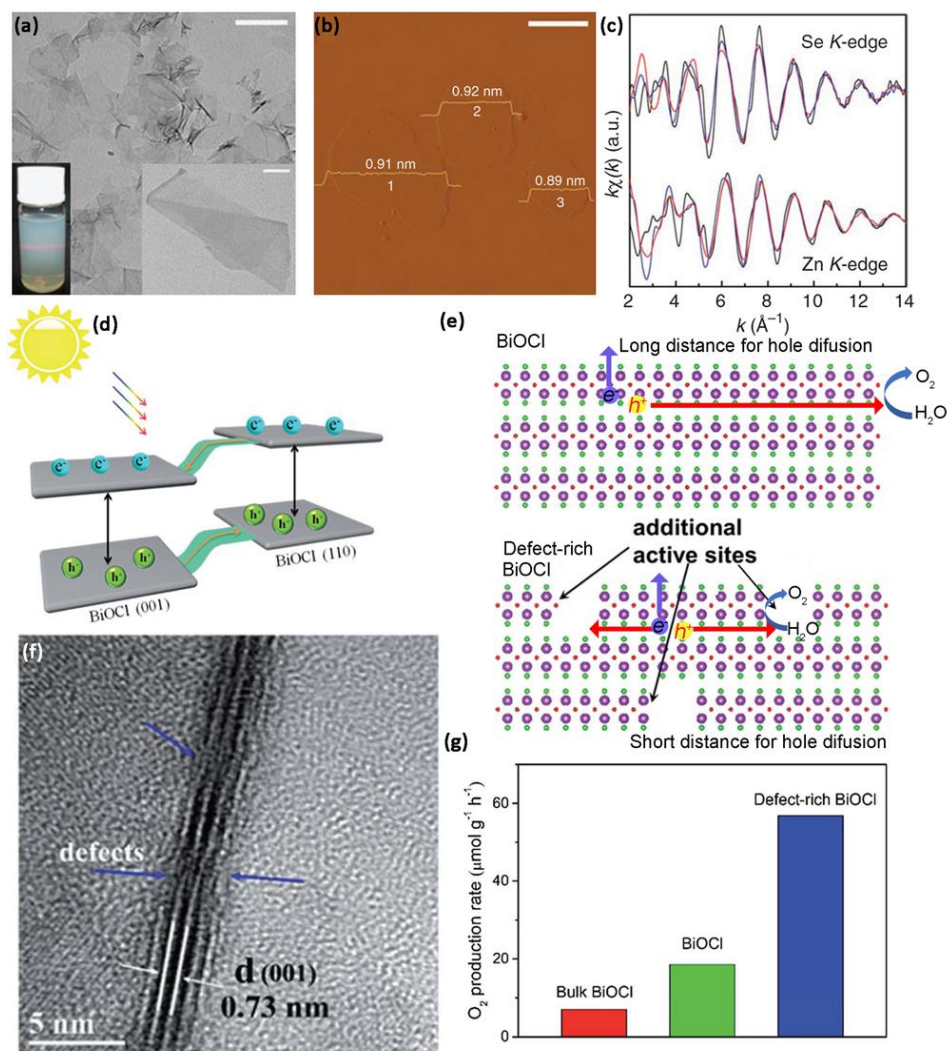 (a)
(b)
0.92 nm
2
0.91 nm
1
0.89 nm
3
(c)
Se K-edge
Zn K-edge
kχ(k) (a.u.)
2 4 6 8 10 12 14
k (Å⁻¹)
(d)
e⁻ e⁻ e⁻
e⁻ e⁻ e⁻
h⁺ h⁺ h⁺
h⁺ h⁺ h⁺
BiOCl (110)
BiOCl (001)
(e)
BiOCl
Long distance for hole difusion
e⁻
h⁺
O₂
H₂O
additional
active sites
Defect-rich
BiOCl
e⁻
h⁺
O₂
H₂O
Short distance for hole difusion
(f)
defects
d (001)
0.73 nm
5 nm
(g)
O₂ production rate (μmol g⁻¹ h⁻¹)
60
40
20
0
Bulk BiOCl
BiOCl
Defect-rich BiOCl